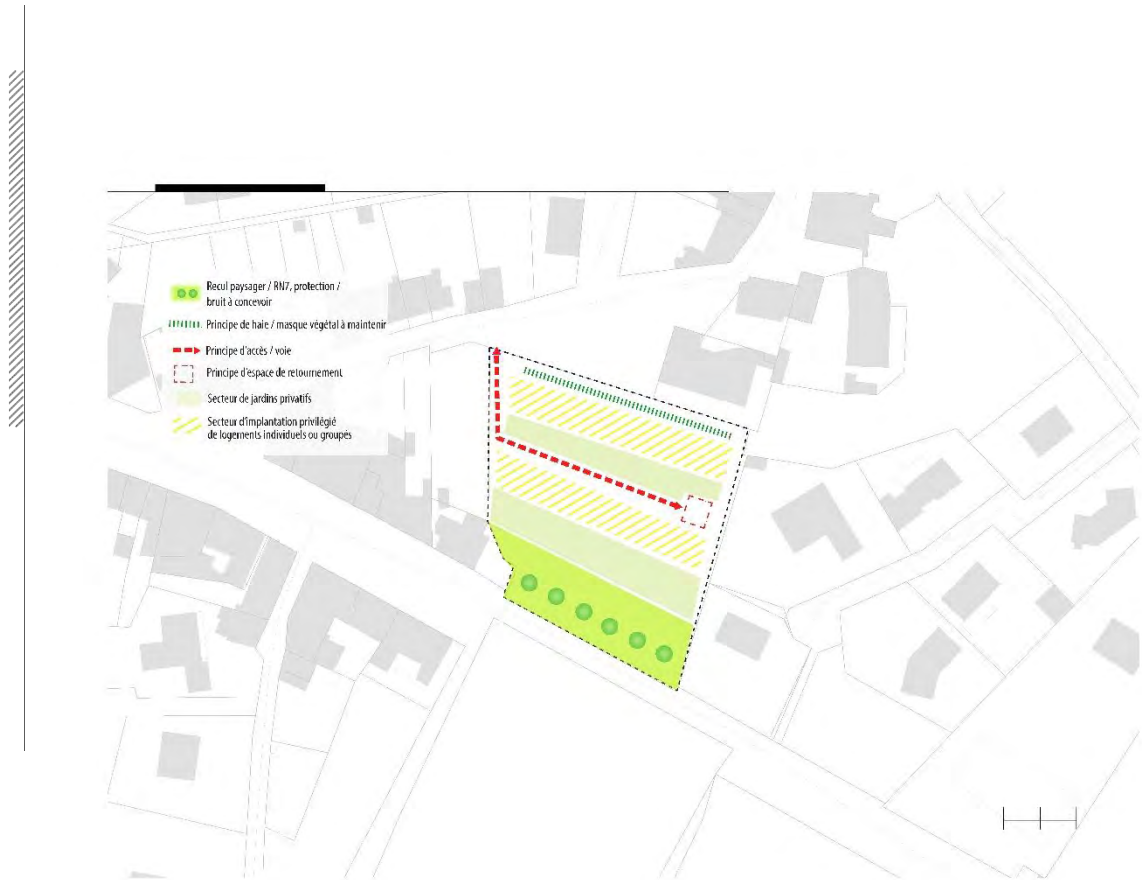 Recul paysager / RN7, protection /
bruit à concevoir
Principe de haie / masque végétal à maintenir
Principe d'accès / voie
Principe d'espace de retournement
Secteur de jardins privatifs
Secteur d'implantation privilégié
de logements individuels ou groupés